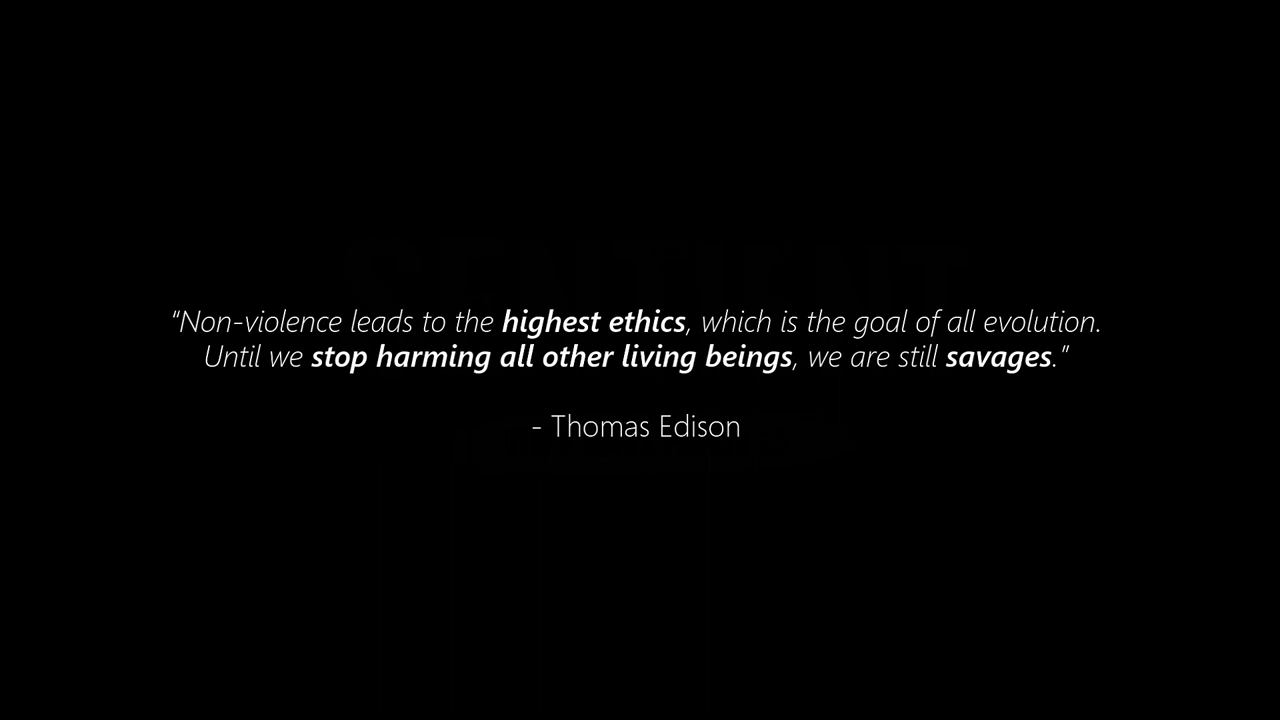 "Non-violence leads to the highest ethics, which is the goal of all evolution.
Until we stop harming all other living beings, we are still savages."
- Thomas Edison